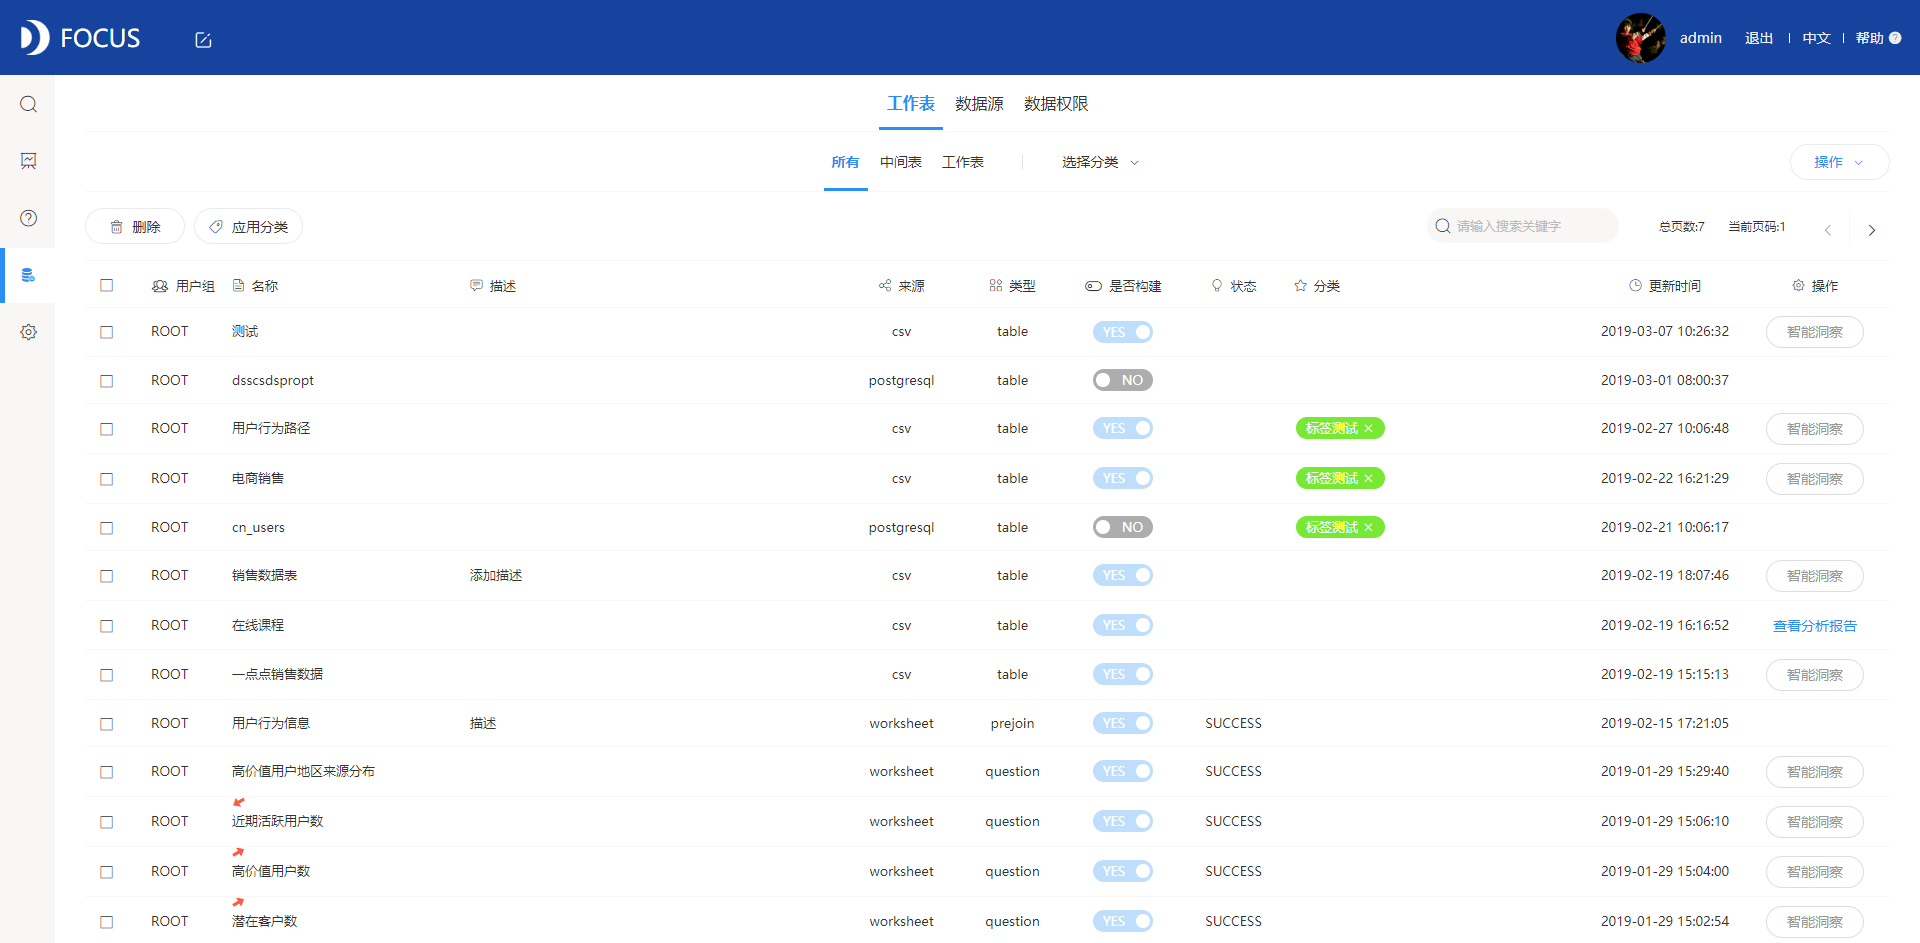 FOCUS admin 退出 中文 帮助
工作表 数据源 数据权限
所有 中间表 工作表 选择分类 操作
删除 应用分类 请输入搜索关键字 总页数:7 当前页码:1
用户组 名称 描述 来源 类型 是否构建 状态 分类 更新时间 操作
ROOT 测试 csv table YES 2019-03-07 10:26:32 智能洞察
ROOT dsscsdspropt postgresql table NO 2019-03-01 08:00:37
ROOT 用户行为路径 csv table YES 标签测试 × 2019-02-27 10:06:48 智能洞察
ROOT 电商销售 csv table YES 标签测试 × 2019-02-22 16:21:29 智能洞察
ROOT cn_users postgresql table NO 标签测试 × 2019-02-21 10:06:17
ROOT 销售数据表 添加描述 csv table YES 2019-02-19 18:07:46 智能洞察
ROOT 在线课程 csv table YES 2019-02-19 16:16:52 查看分析报告
ROOT 一点点销售数据 csv table YES 2019-02-19 15:15:13 智能洞察
ROOT 用户行为信息 描述 worksheet prejoin YES SUCCESS 2019-02-15 17:21:05
ROOT 高价值用户地区来源分布 worksheet question YES SUCCESS 2019-01-29 15:29:40 智能洞察
ROOT 近期活跃用户数 worksheet question YES SUCCESS 2019-01-29 15:06:10 智能洞察
ROOT 高价值用户数 worksheet question YES SUCCESS 2019-01-29 15:04:00 智能洞察
ROOT 潜在客户数 worksheet question YES SUCCESS 2019-01-29 15:02:54 智能洞察